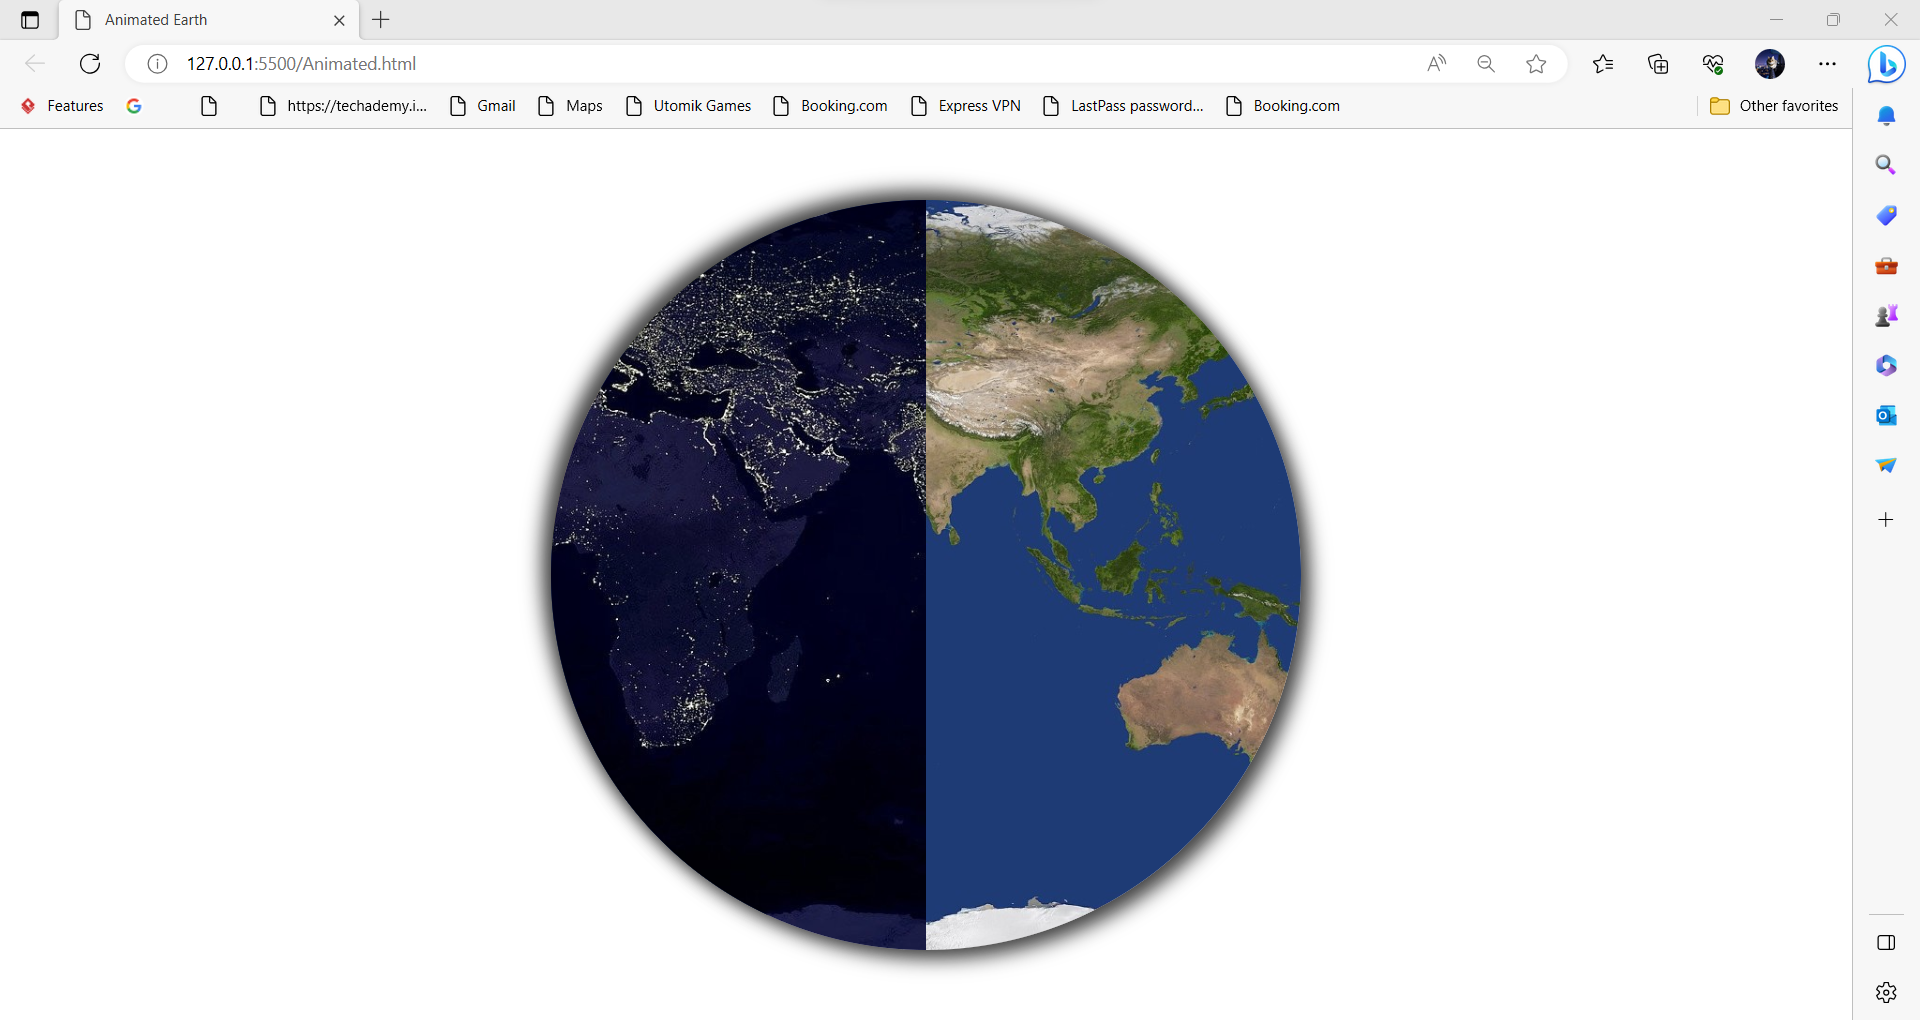 Animated Earth
127.0.0.1:5500/Animated.html
Features https://techademy.i... Gmail Maps Utomik Games Booking.com Express VPN LastPass password... Booking.com Other favorites